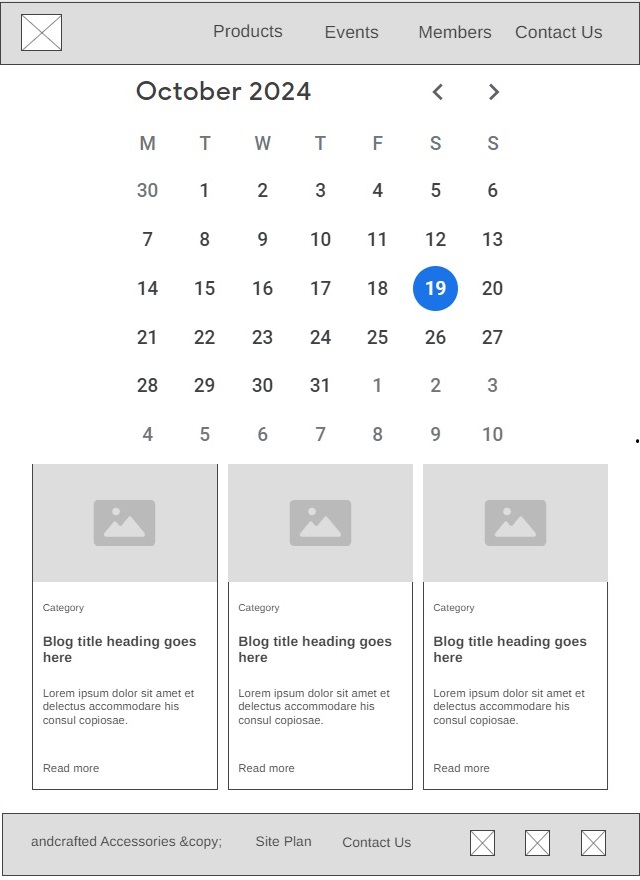 Products Events Members Contact Us
October 2024
M T W T F S S
30 1 2 3 4 5 6
7 8 9 10 11 12 13
14 15 16 17 18 19 20
21 22 23 24 25 26 27
28 29 30 31 1 2 3
4 5 6 7 8 9 10
Category
Blog title heading goes
here
Lorem ipsum dolor sit amet et
delectus accommodare his
consul copiosae.
Read more
Category
Blog title heading goes
here
Lorem ipsum dolor sit amet et
delectus accommodare his
consul copiosae.
Read more
Category
Blog title heading goes
here
Lorem ipsum dolor sit amet et
delectus accommodare his
consul copiosae.
Read more
andcrafted Accessories &copy; Site Plan Contact Us